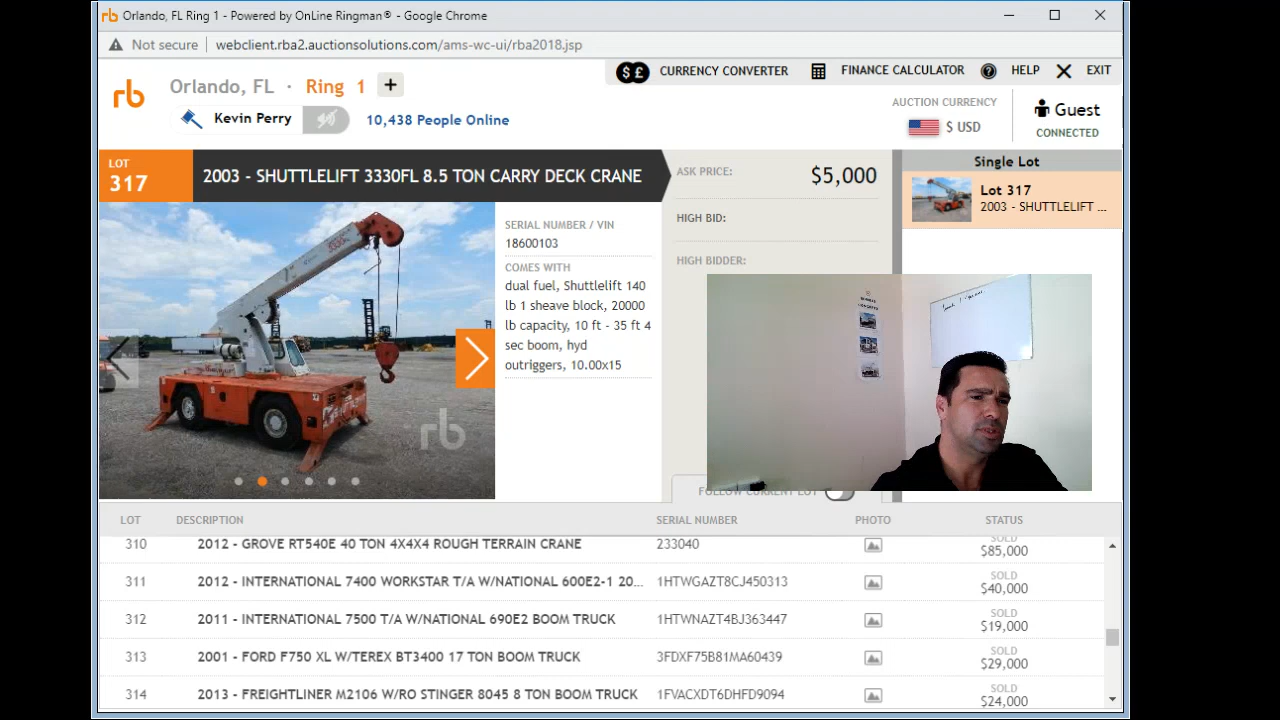 Orlando, FL Ring 1 - Powered by OnLine Ringman® - Google Chrome
Not secure | webclient.rba2.auctionsolutions.com/ams-wc-ui/rba2018.jsp
$ £ CURRENCY CONVERTER FINANCE CALCULATOR ? HELP EXIT
rb Orlando, FL · Ring 1 +
Kevin Perry 10,438 People Online
AUCTION CURRENCY
$ USD
Guest
CONNECTED
LOT
317
2003 - SHUTTLELIFT 3330FL 8.5 TON CARRY DECK CRANE
ASK PRICE: $5,000
HIGH BID:
HIGH BIDDER:
Single Lot
Lot 317
2003 - SHUTTLELIFT ...
SERIAL NUMBER / VIN
18600103
COMES WITH
dual fuel, Shuttlelift 140
lb 1 sheave block, 20000
lb capacity, 10 ft - 35 ft 4
sec boom, hyd
outriggers, 10.00x15
rb
FOLLOW CURRENT LOT
LOT DESCRIPTION SERIAL NUMBER PHOTO STATUS
310 2012 - GROVE RT540E 40 TON 4X4X4 ROUGH TERRAIN CRANE 233040 SOLD $85,000
311 2012 - INTERNATIONAL 7400 WORKSTAR T/A W/NATIONAL 600E2-1 20... 1HTWGAZT8CJ450313 SOLD $40,000
312 2011 - INTERNATIONAL 7500 T/A W/NATIONAL 690E2 BOOM TRUCK 1HTWNAZT4BJ363447 SOLD $19,000
313 2001 - FORD F750 XL W/TEREX BT3400 17 TON BOOM TRUCK 3FDXF75B81MA60439 SOLD $29,000
314 2013 - FREIGHTLINER M2106 W/RO STINGER 8045 8 TON BOOM TRUCK 1FVACXDT6DHFD9094 SOLD $24,000